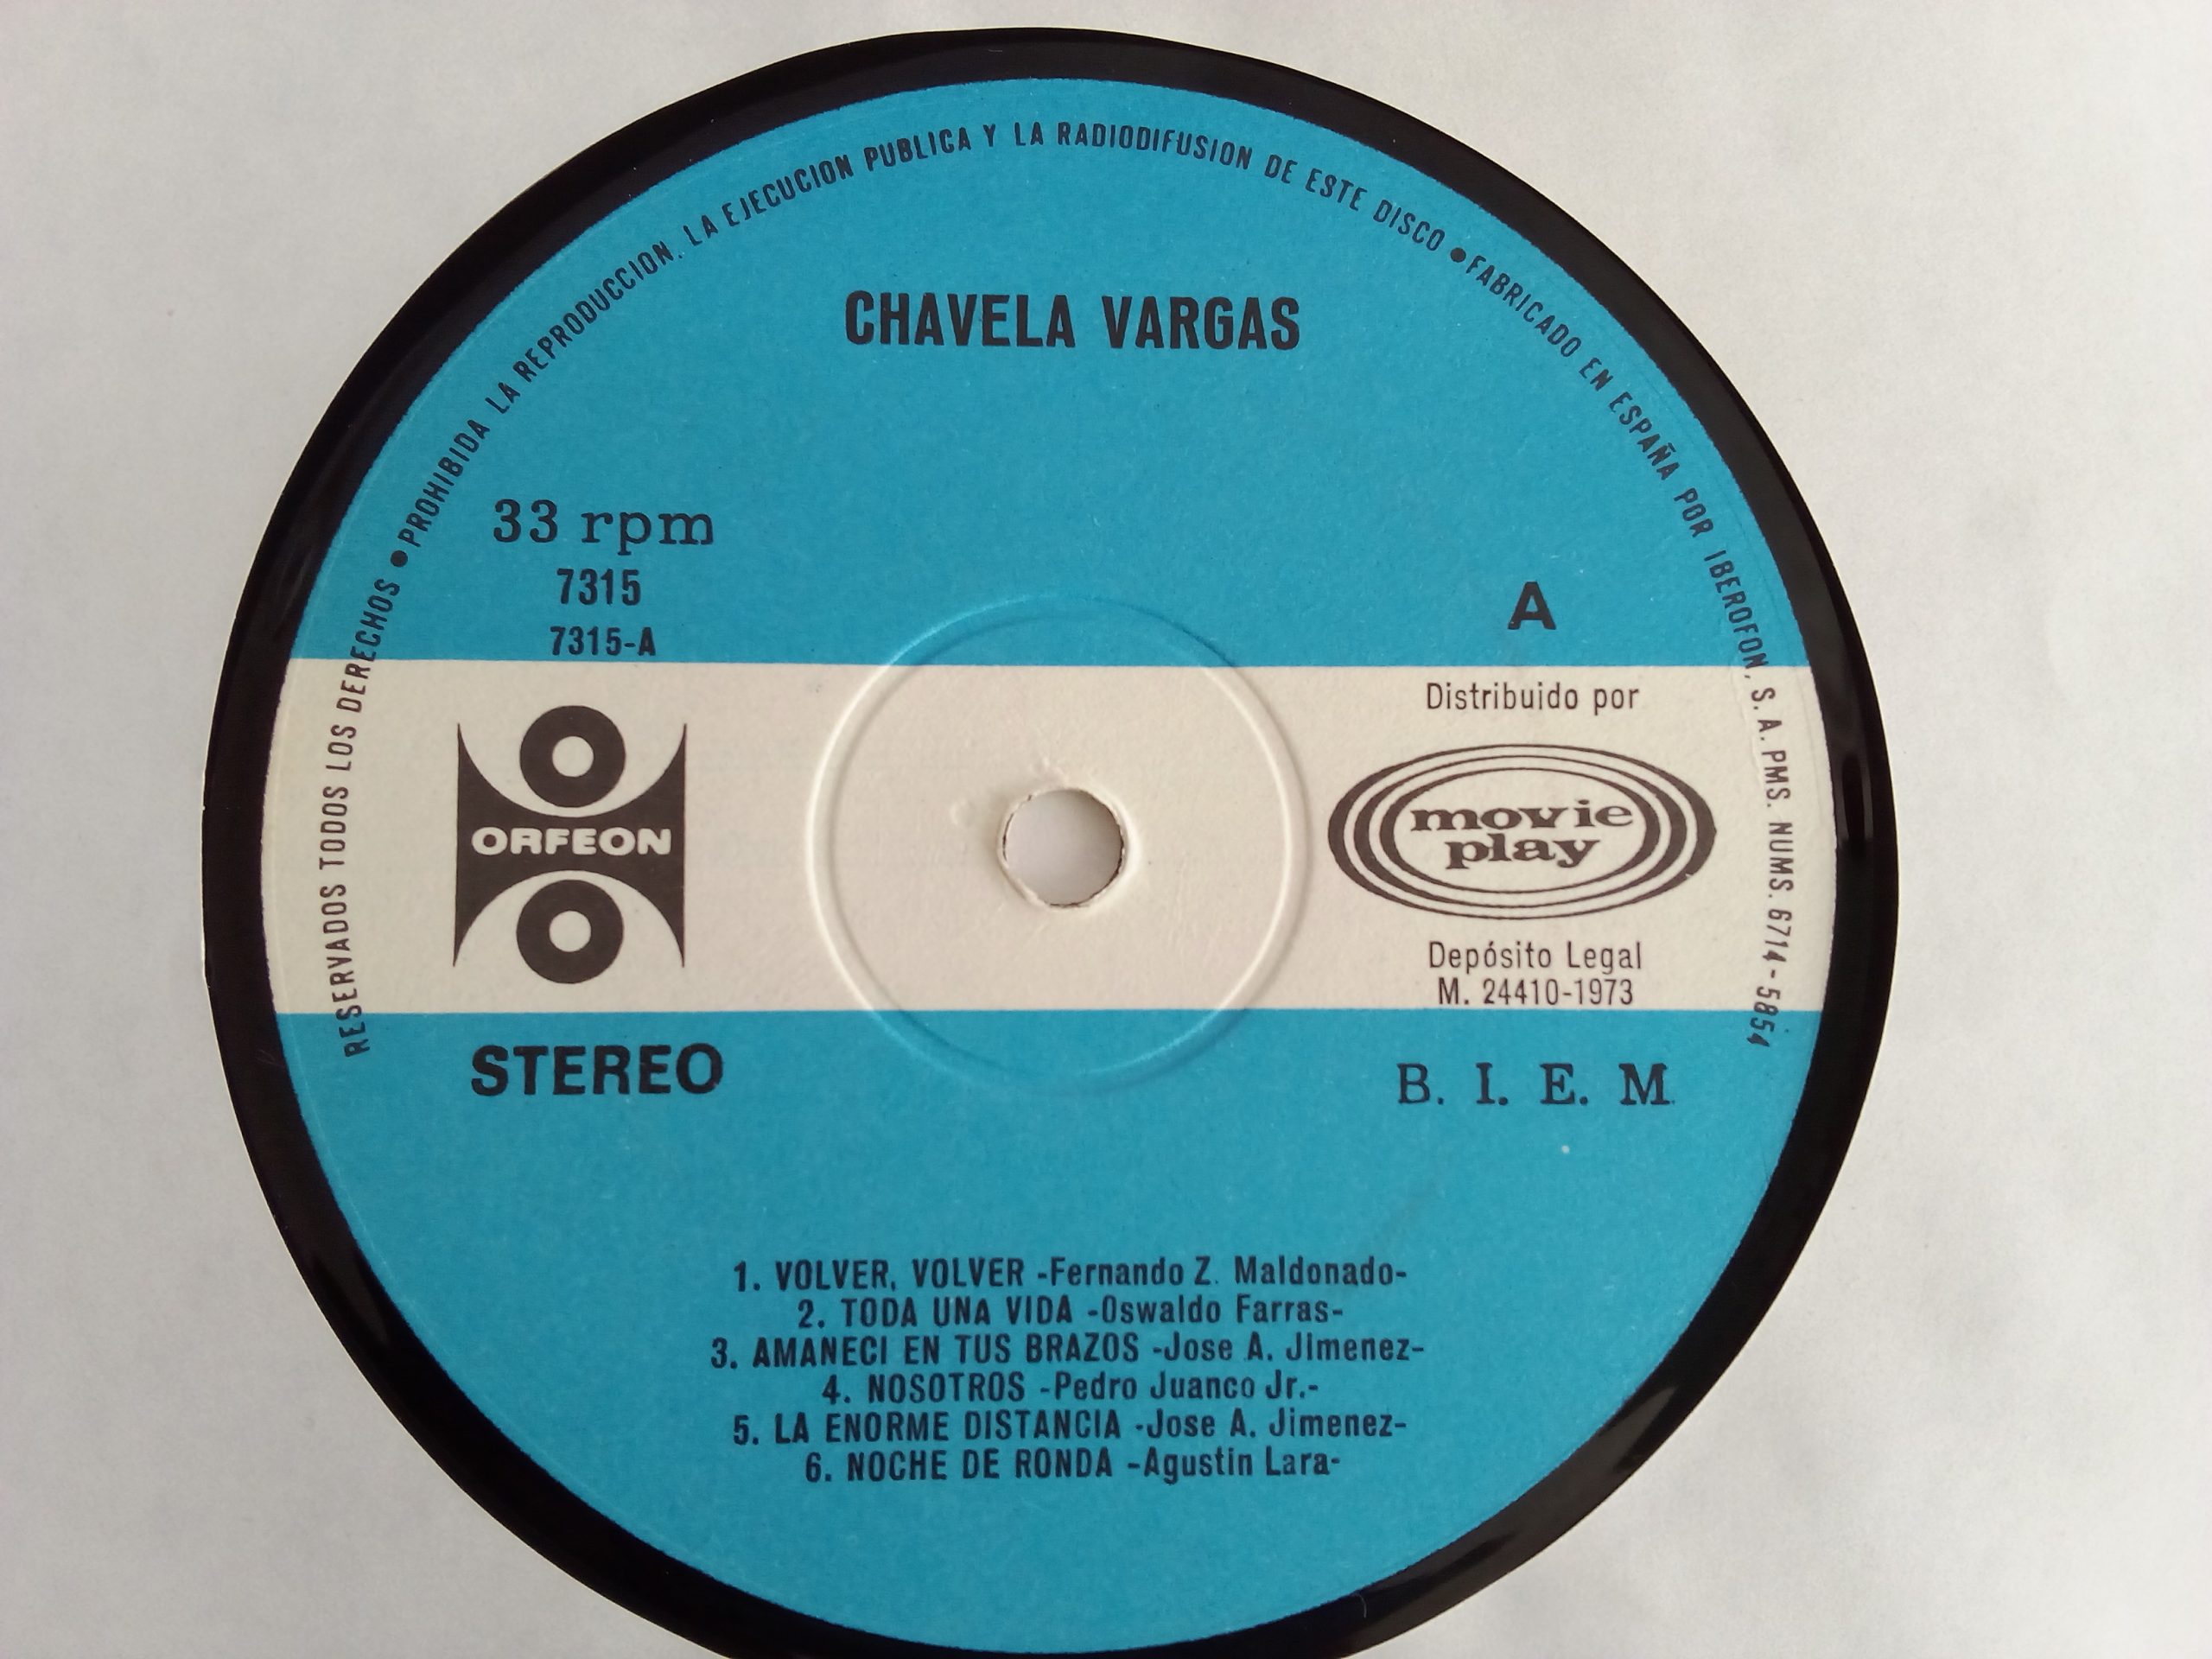 RESERVADOS TODOS LOS DERECHOS • PROHIBIDA LA REPRODUCCION. LA EJECUCION PUBLICA Y LA RADIODIFUSION DE ESTE DISCO • FABRICADO EN ESPAÑA POR IBEROFON, S. A. PMS. NUMS. 6714-5854
CHAVELA VARGAS
33 rpm
7315
7315-A
A
ORFEON
Distribuido por
movie
play
Depósito Legal
M. 24410-1973
STEREO
B. I. E. M.
1. VOLVER, VOLVER -Fernando Z. Maldonado-
2. TODA UNA VIDA -Oswaldo Farras-
3. AMANECI EN TUS BRAZOS -Jose A. Jimenez-
4. NOSOTROS -Pedro Juanco Jr.-
5. LA ENORME DISTANCIA -Jose A. Jimenez-
6. NOCHE DE RONDA -Agustin Lara-